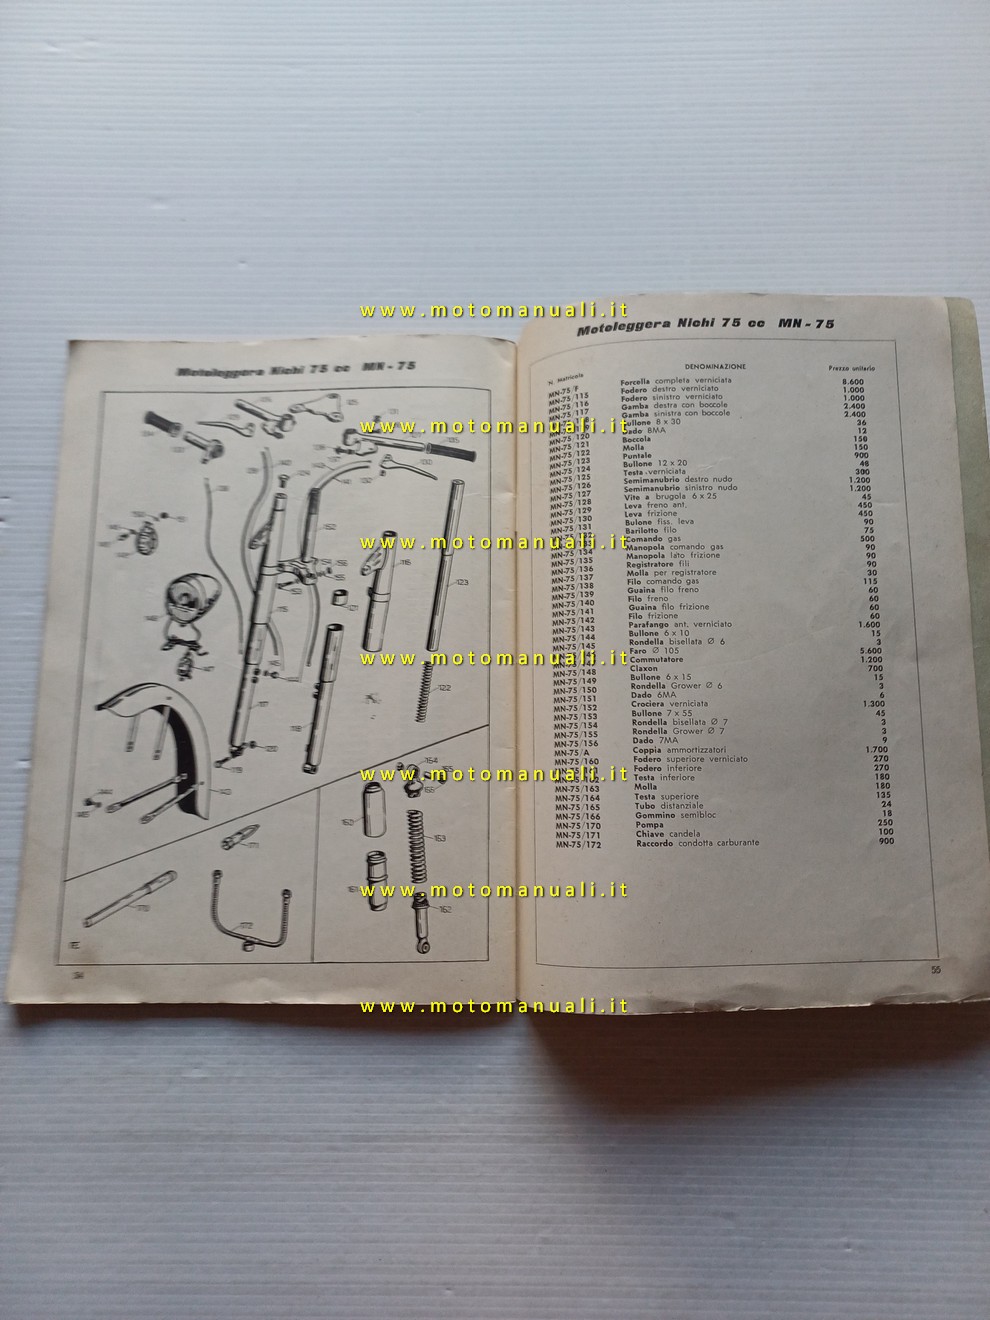 www.motomanuali.it
Motoleggera Nichi 75 cc MN - 75
Motoleggera Nichi 75 cc MN - 75
www.motomanuali.it
www.motomanuali.it
www.motomanuali.it
www.motomanuali.it
www.motomanuali.it
www.motomanuali.it
116
123
122
121
119
160
161
162
163
164
170
171
172
N. Matricola DENOMINAZIONE Prezzo unitario
MN-75/F Forcella completa verniciata 8.600
MN-75/115 Fodero destro verniciato 1.000
MN-75/116 Fodero sinistro verniciato 1.000
MN-75/117 Gamba destra con boccole 2.400
Gamba sinistra con boccole 2.400
Bullone 8 x 30 36
MN-75/120 Dado 8MA 12
MN-75/121 Boccola 150
MN-75/122 Molla 150
MN-75/123 Puntale 900
MN-75/124 Bullone 12 x 20 48
MN-75/125 Testa verniciata 300
MN-75/126 Semimanubrio destro nudo 1.200
MN-75/127 Semimanubrio sinistro nudo 1.200
MN-75/128 Vite a brugola 6 x 25 45
MN-75/129 Leva freno ant. 450
MN-75/130 Leva frizione 450
MN-75/131 Bulone fiss. leva 90
Barilotto filo 75
Comando gas 500
MN-75/134 Manopola comando gas 90
MN-75/135 Manopola lato frizione 90
MN-75/136 Registratore fili 90
MN-75/137 Molla per registratore 30
MN-75/138 Filo comando gas 115
MN-75/139 Guaina filo freno 60
MN-75/140 Filo freno 60
MN-75/141 Guaina filo frizione 60
MN-75/142 Filo frizione 60
MN-75/143 Parafango ant. verniciato 1.600
MN-75/144 Bullone 6 x 10 15
MN-75/145 Rondella bisellata Ø 6 3
Faro Ø 105 5.600
Commutatore 1.200
MN-75/148 Claxon 700
MN-75/149 Bullone 6 x 15 15
MN-75/150 Rondella Grower Ø 6 3
MN-75/151 Dado 6MA 6
MN-75/152 Crociera verniciata 1.300
MN-75/153 Bullone 7 x 55 45
MN-75/154 Rondella bisellata Ø 7 3
MN-75/155 Rondella Grower Ø 7 3
MN-75/156 Dado 7MA 9
MN-75/A Coppia ammortizzatori 1.700
MN-75/160 Fodero superiore verniciato 270
Fodero inferiore 270
Testa inferiore 180
MN-75/163 Molla 180
MN-75/164 Testa superiore 135
MN-75/165 Tubo distanziale 24
MN-75/166 Gommino semibloc 18
MN-75/170 Pompa 250
MN-75/171 Chiave candela 100
MN-75/172 Raccordo condotta carburante 900
54
55